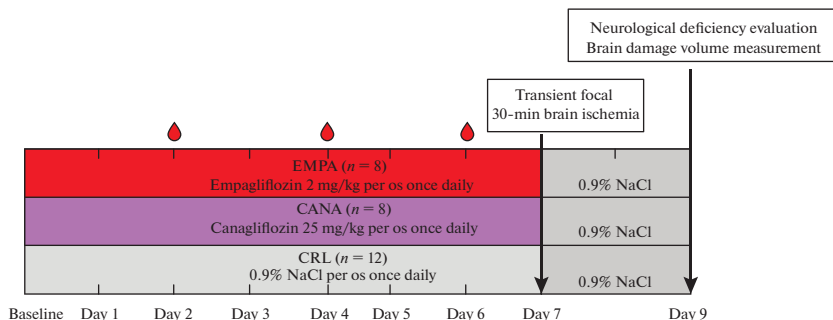 Neurological deficiency evaluation
Brain damage volume measurement
Transient focal
30-min brain ischemia
EMPA (n = 8)
Empagliflozin 2 mg/kg per os once daily
0.9% NaCl
CANA (n = 8)
Canagliflozin 25 mg/kg per os once daily
0.9% NaCl
CRL (n = 12)
0.9% NaCl per os once daily
0.9% NaCl
Baseline Day 1 Day 2 Day 3 Day 4 Day 5 Day 6 Day 7 Day 9